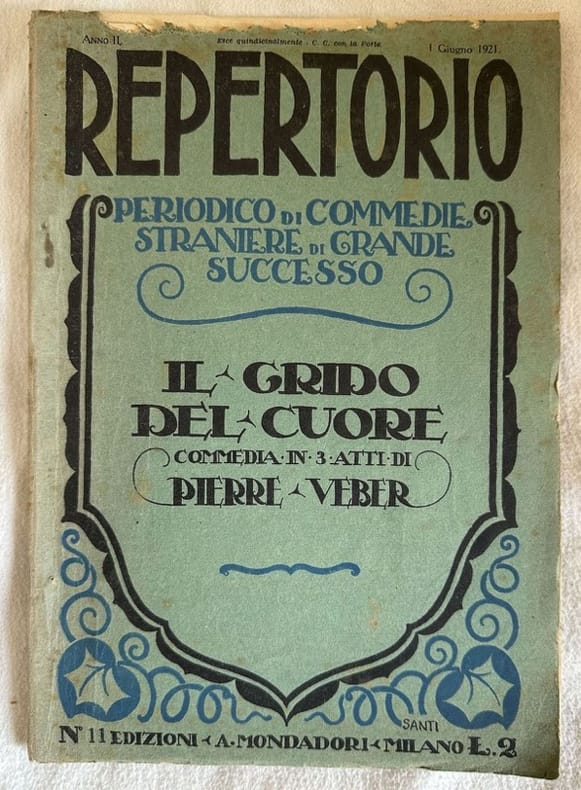 Anno II. Esce quindicinalmente - C. C. con la Posta 1 Giugno 1921.
REPERTORIO
PERIODICO DI COMMEDIE
STRANIERE DI GRANDE
SUCCESSO
IL GRIDO
DEL CUORE
COMMEDIA·IN·3·ATTI·DI
PIERRE VEBER
SANTI
Nº 11 EDIZIONI A. MONDADORI MILANO L.2